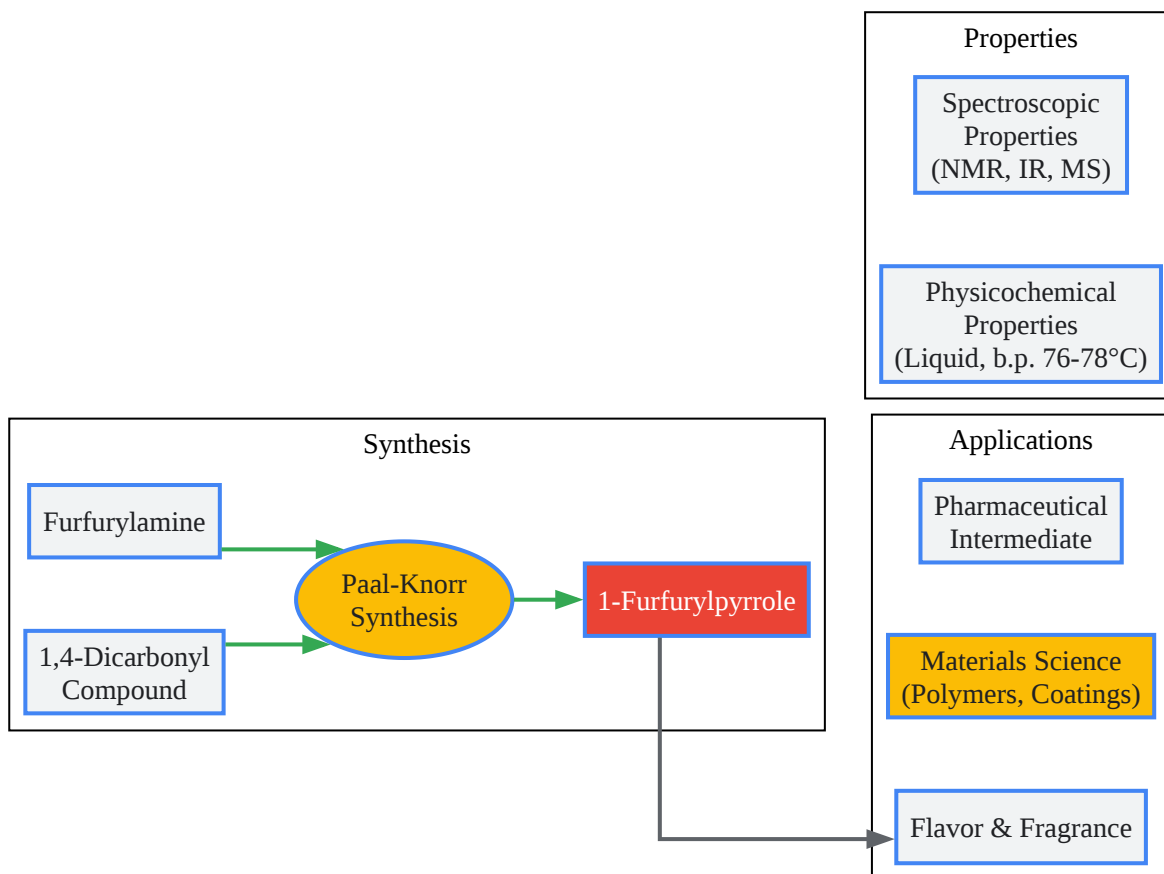 Properties
Spectroscopic
Properties
(NMR, IR, MS)
Physicochemical
Properties
(Liquid, b.p. 76-78°C)
Synthesis
Furfurylamine
1,4-Dicarbonyl
Compound
Paal-Knorr
Synthesis
1-Furfurylpyrrole
Applications
Pharmaceutical
Intermediate
Materials Science
(Polymers, Coatings)
Flavor & Fragrance